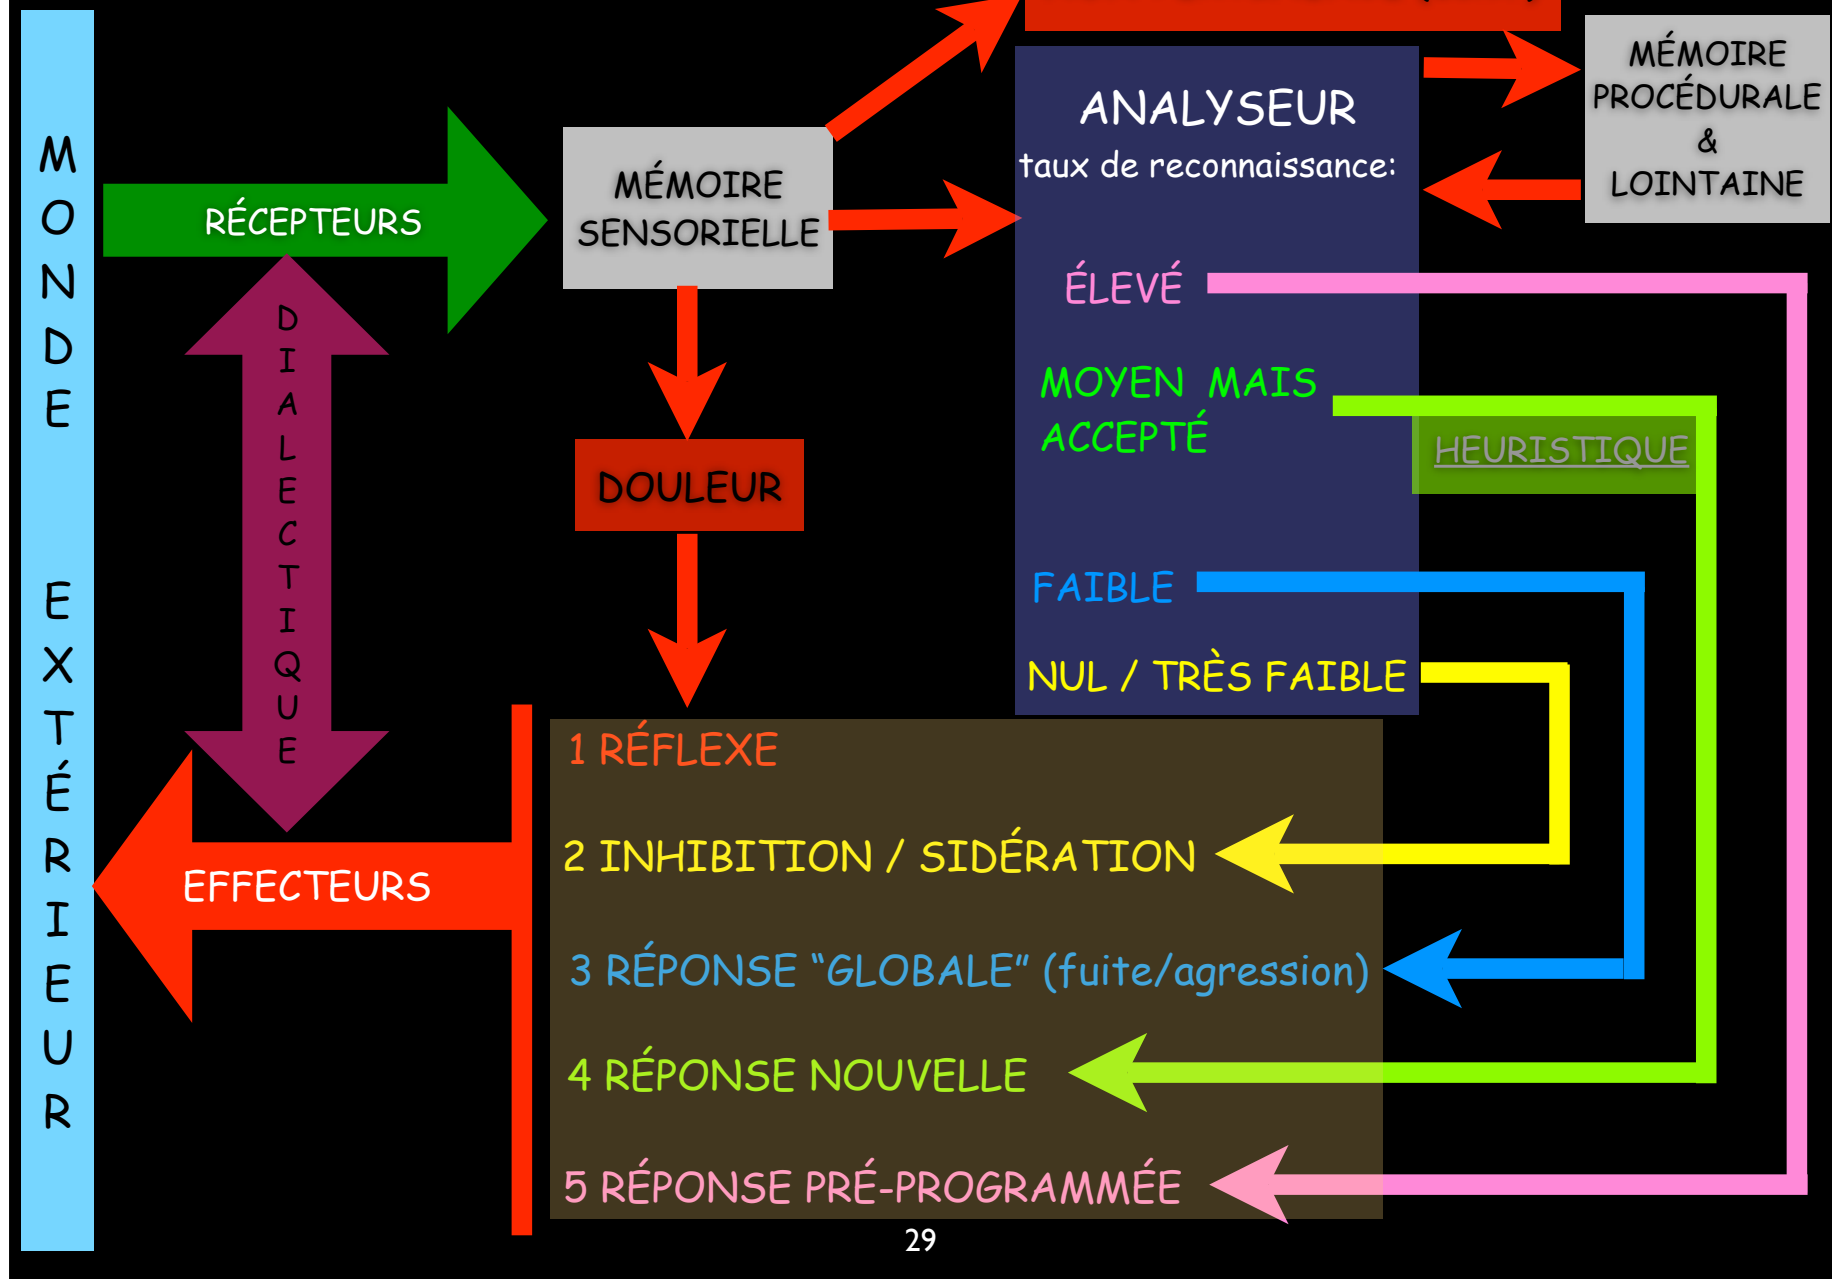 MONDE EXTÉRIEUR
RÉCEPTEURS
DIALECTIQUE
EFFECTEURS
MÉMOIRE
SENSORIELLE
DOULEUR
ANALYSEUR
taux de reconnaissance:
ÉLEVÉ
MOYEN MAIS
ACCEPTÉ
FAIBLE
NUL / TRÈS FAIBLE
MÉMOIRE
PROCÉDURALE
&
LOINTAINE
HEURISTIQUE
1 RÉFLEXE
2 INHIBITION / SIDÉRATION
3 RÉPONSE “GLOBALE” (fuite/agression)
4 RÉPONSE NOUVELLE
5 RÉPONSE PRÉ-PROGRAMMÉE
29